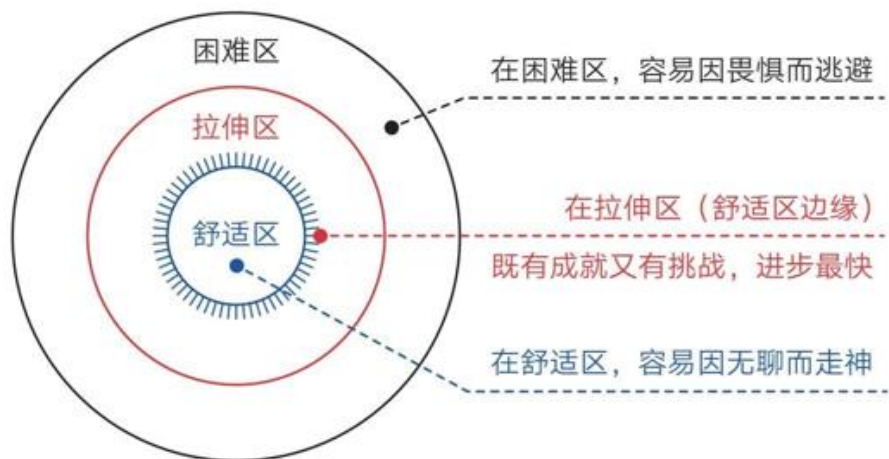 困难区
在困难区，容易因畏惧而逃避
拉伸区
在拉伸区（舒适区边缘）
舒适区
既有成就又有挑战，进步最快
在舒适区，容易因无聊而走神